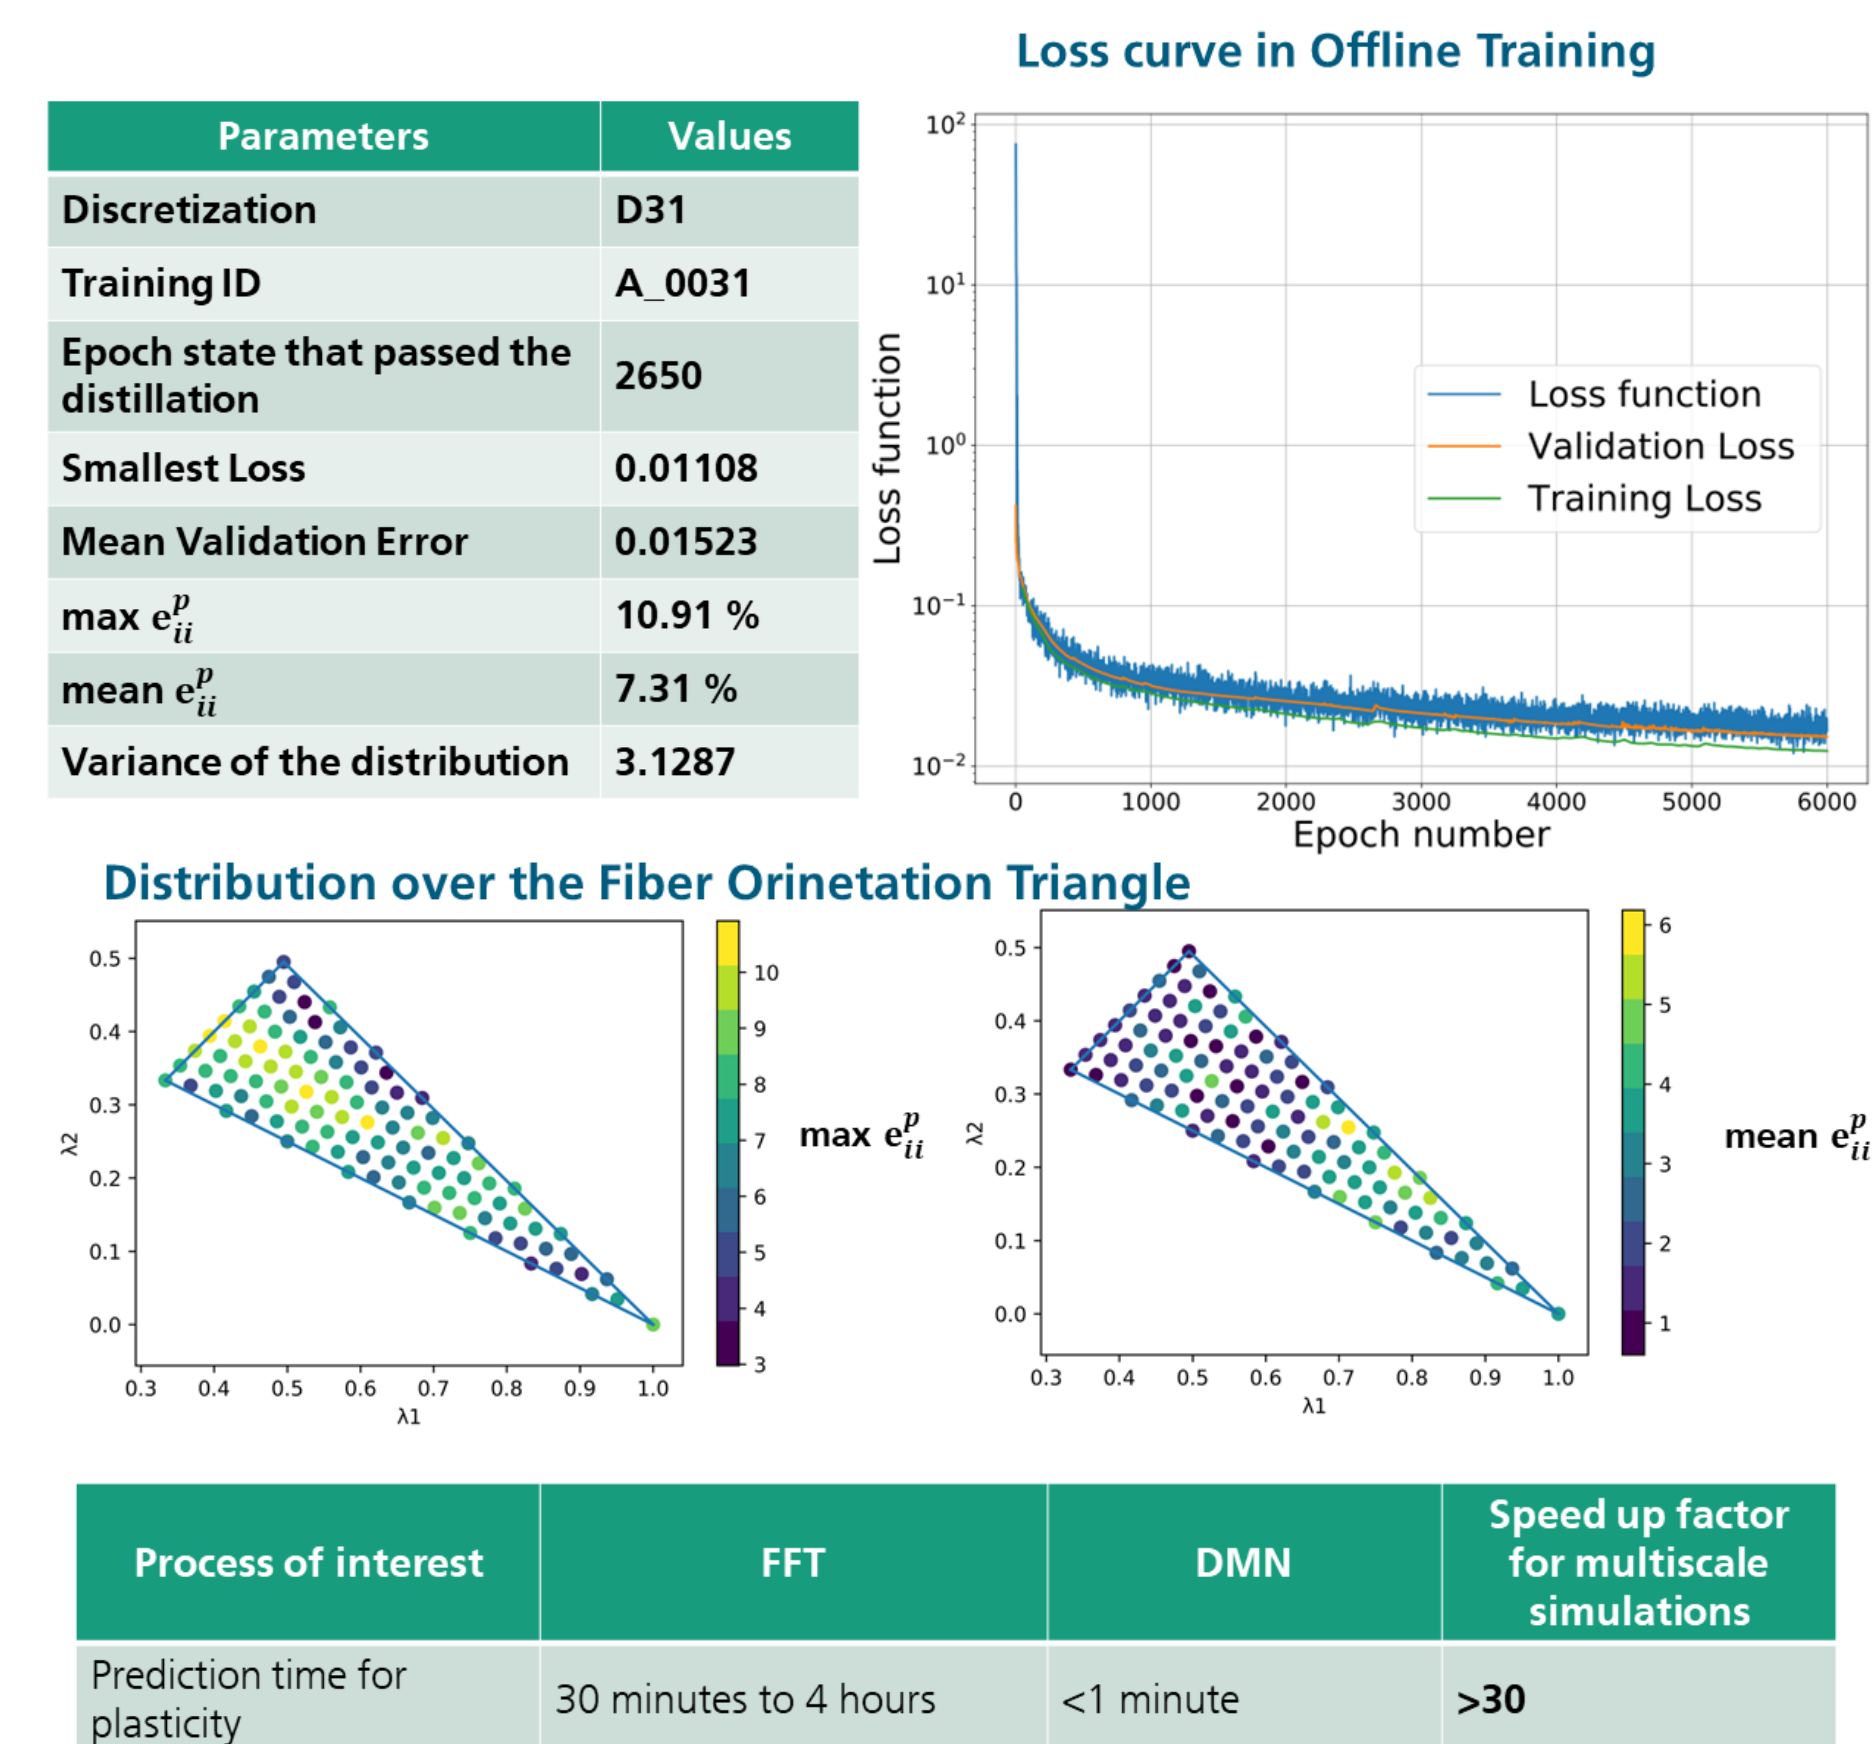 Loss curve in Offline Training
Parameters Values
Discretization D31
Training ID A_0031
Epoch state that passed the
distillation 2650
Smallest Loss 0.01108
Mean Validation Error 0.01523
max e_ii^p 10.91 %
mean e_ii^p 7.31 %
Variance of the distribution 3.1287
10^2
10^1
10^0
10^-1
10^-2
Loss function
Loss function
Validation Loss
Training Loss
0 1000 2000 3000 4000 5000 6000
Epoch number
Distribution over the Fiber Orinetation Triangle
0.5
0.4
0.3
0.2
0.1
0.0
λ2
0.3 0.4 0.5 0.6 0.7 0.8 0.9 1.0
λ1
10
9
8
7
6
5
4
3
max e_ii^p
0.5
0.4
0.3
0.2
0.1
0.0
λ2
0.3 0.4 0.5 0.6 0.7 0.8 0.9 1.0
λ1
6
5
4
3
2
1
mean e_ii^p
Process of interest FFT DMN Speed up factor
for multiscale
simulations
Prediction time for
plasticity 30 minutes to 4 hours <1 minute >30